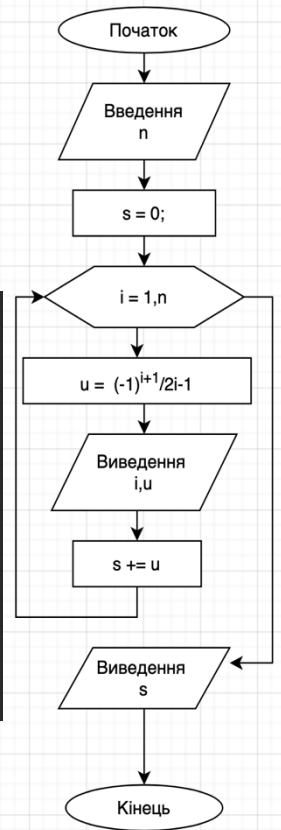 Початок
Введення
n
s = 0;
i = 1,n
u = (-1)^{i+1}/2i-1
Виведення
i,u
s += u
Виведення
s
Кінець